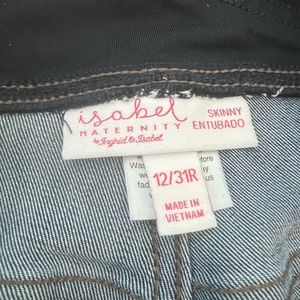 isabel
MATERNITY
by Ingrid & Isabel
SKINNY
ENTUBADO
12/31R
MADE IN
VIETNAM